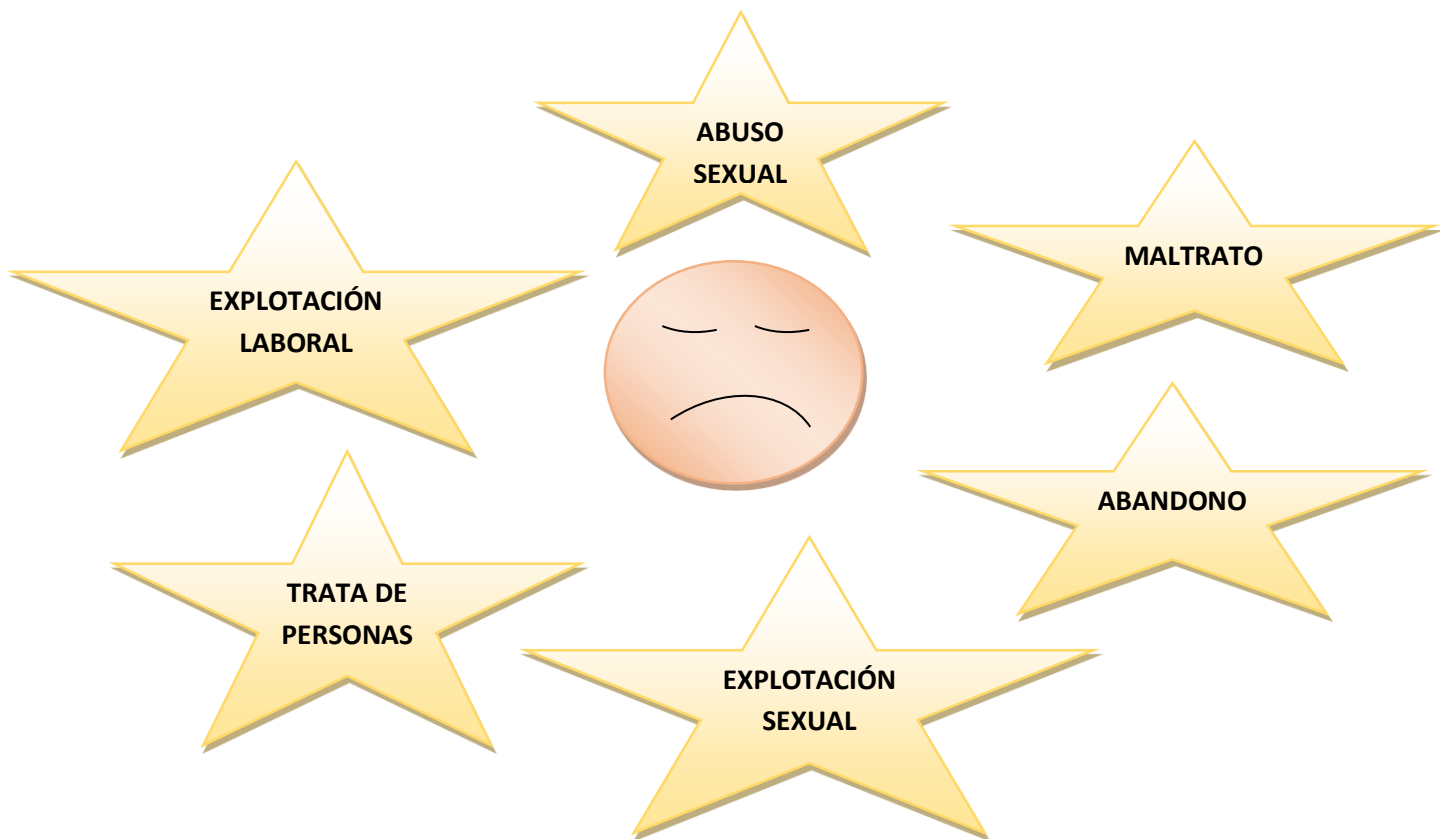 ABUSO
SEXUAL
MALTRATO
EXPLOTACIÓN
LABORAL
ABANDONO
TRATA DE
PERSONAS
EXPLOTACIÓN
SEXUAL